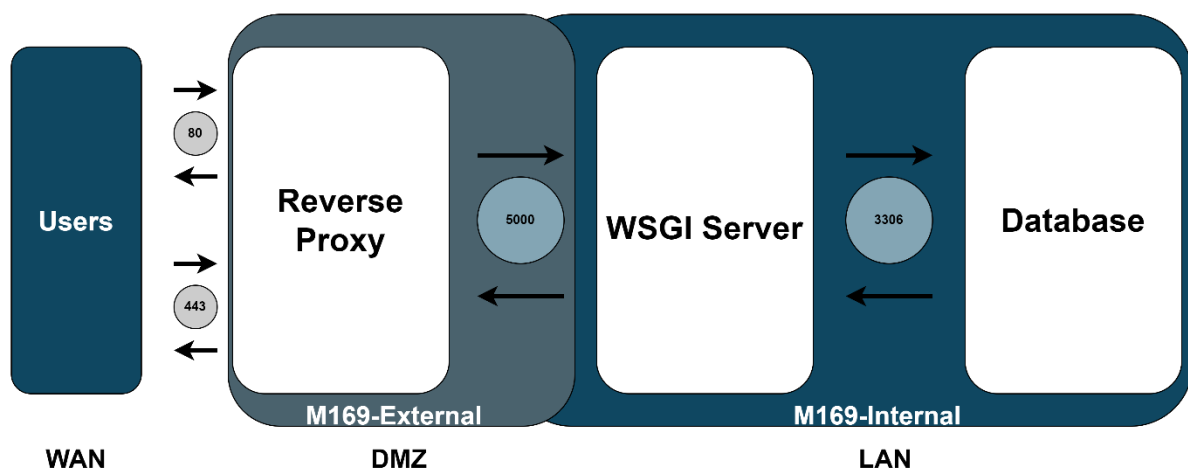 Users
80
443
Reverse
Proxy
5000
WSGI Server
3306
Database
M169-External
M169-Internal
WAN
DMZ
LAN